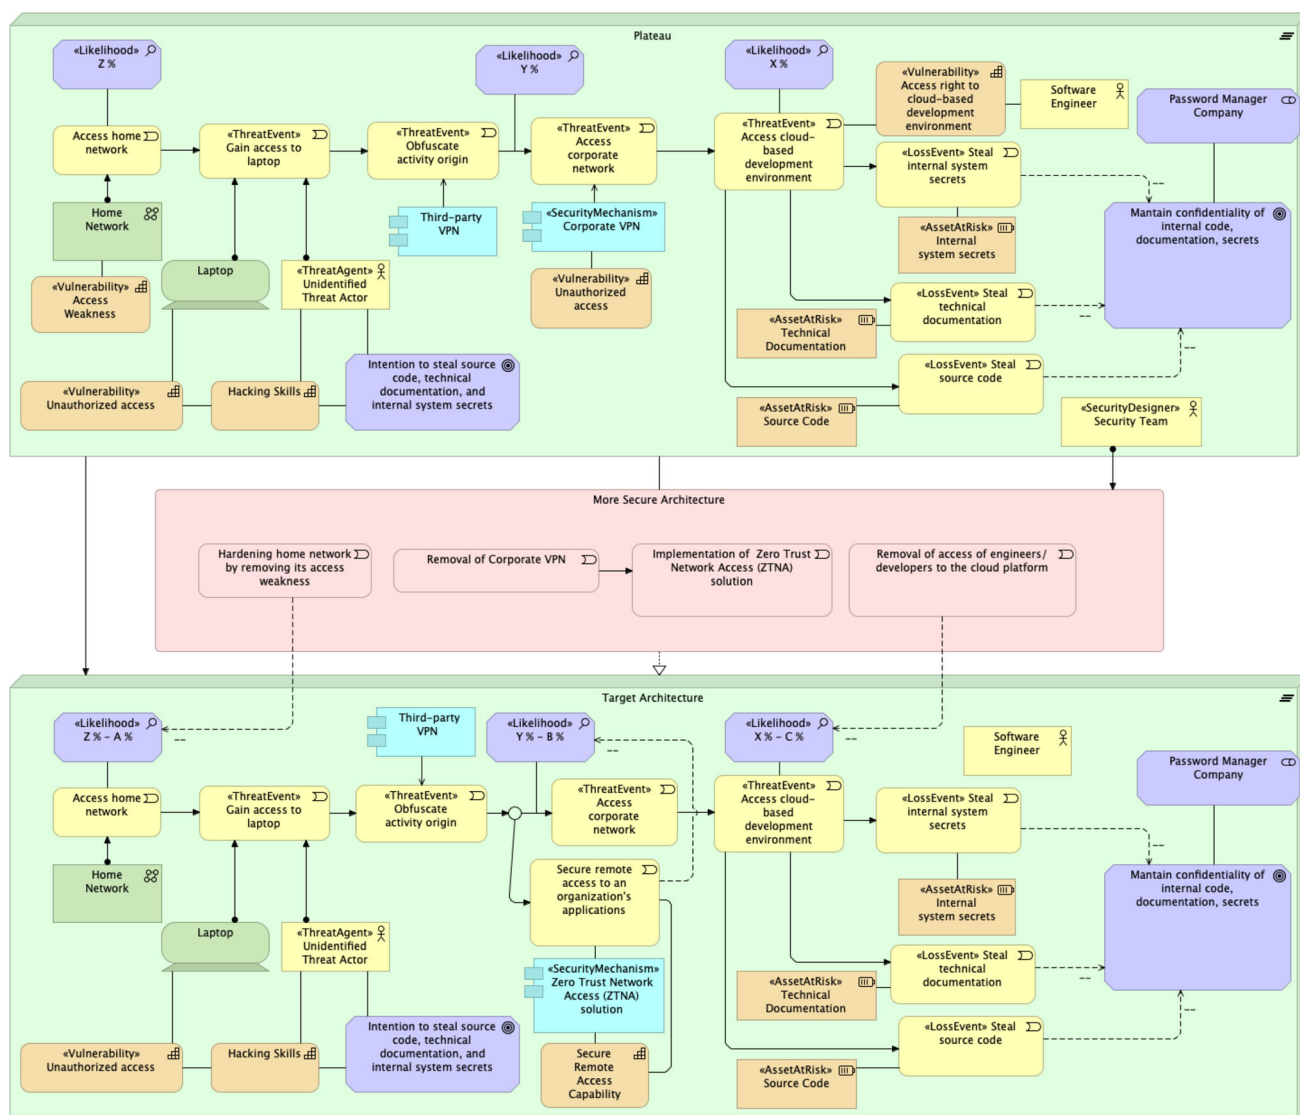 Plateau
«Likelihood»
Z %
«Likelihood»
Y %
«Likelihood»
X %
«Vulnerability»
Access right to
cloud-based
development
environment
Software
Engineer
Password Manager
Company
Access home
network
«ThreatEvent»
Gain access to
laptop
«ThreatEvent»
Obfuscate
activity origin
«ThreatEvent»
Access
corporate
network
«ThreatEvent»
Access cloud-
based
development
environment
«LossEvent» Steal
internal system
secrets
--
Home
Network
Third-party
VPN
«SecurityMechanism»
Corporate VPN
«AssetAtRisk»
Internal
system secrets
Mantain confidentiality of
internal code,
documentation, secrets
«Vulnerability»
Access
Weakness
Laptop
«ThreatAgent»
Unidentified
Threat Actor
«Vulnerability»
Unauthorized
access
«LossEvent» Steal
technical
documentation
--
«AssetAtRisk»
Technical
Documentation
--
«Vulnerability»
Unauthorized access
Hacking Skills
Intention to steal source
code, technical
documentation, and
internal system secrets
«LossEvent» Steal
source code
«AssetAtRisk»
Source Code
«SecurityDesigner»
Security Team
More Secure Architecture
Hardening home network
by removing its access
weakness
Removal of Corporate VPN
Implementation of Zero Trust
Network Access (ZTNA)
solution
Removal of access of engineers/
developers to the cloud platform
Target Architecture
«Likelihood»
Z % - A %
--
Third-party
VPN
«Likelihood»
Y % - B %
--
«Likelihood»
X % - C %
--
Software
Engineer
Password Manager
Company
Access home
network
«ThreatEvent»
Gain access to
laptop
«ThreatEvent»
Obfuscate
activity origin
«ThreatEvent»
Access
corporate
network
«ThreatEvent»
Access cloud-
based
development
environment
«LossEvent» Steal
internal system
secrets
--
Home
Network
Secure remote
access to an
organization's
applications
«AssetAtRisk»
Internal
system secrets
Mantain confidentiality of
internal code,
documentation, secrets
Laptop
«ThreatAgent»
Unidentified
Threat Actor
«SecurityMechanism»
Zero Trust Network
Access (ZTNA)
solution
«LossEvent» Steal
technical
documentation
--
«AssetAtRisk»
Technical
Documentation
--
«Vulnerability»
Unauthorized access
Hacking Skills
Intention to steal source
code, technical
documentation, and
internal system secrets
Secure
Remote
Access
Capability
«LossEvent» Steal
source code
«AssetAtRisk»
Source Code